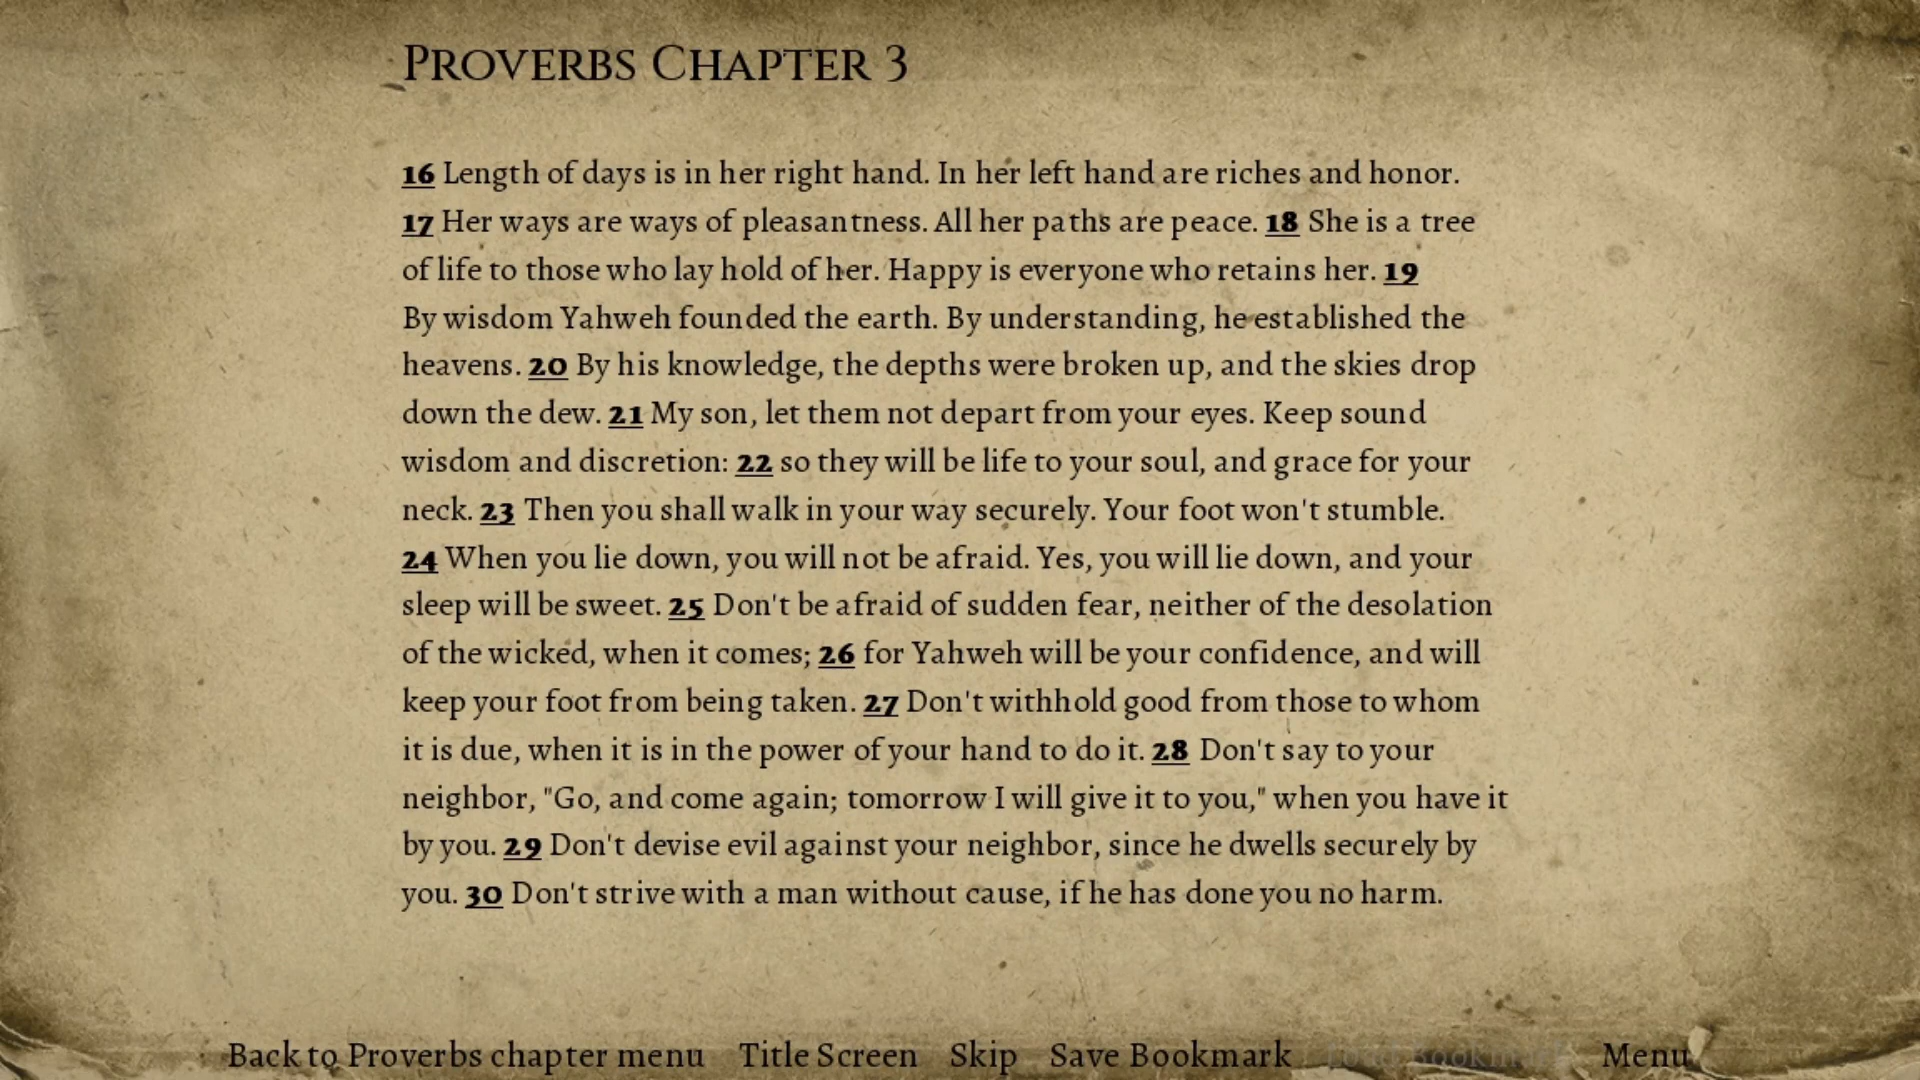 Proverbs Chapter 3
16 Length of days is in her right hand. In her left hand are riches and honor.
17 Her ways are ways of pleasantness. All her paths are peace. 18 She is a tree
of life to those who lay hold of her. Happy is everyone who retains her. 19
By wisdom Yahweh founded the earth. By understanding, he established the
heavens. 20 By his knowledge, the depths were broken up, and the skies drop
down the dew. 21 My son, let them not depart from your eyes. Keep sound
wisdom and discretion: 22 so they will be life to your soul, and grace for your
neck. 23 Then you shall walk in your way securely. Your foot won't stumble.
24 When you lie down, you will not be afraid. Yes, you will lie down, and your
sleep will be sweet. 25 Don't be afraid of sudden fear, neither of the desolation
of the wicked, when it comes; 26 for Yahweh will be your confidence, and will
keep your foot from being taken. 27 Don't withhold good from those to whom
it is due, when it is in the power of your hand to do it. 28 Don't say to your
neighbor, "Go, and come again; tomorrow I will give it to you," when you have it
by you. 29 Don't devise evil against your neighbor, since he dwells securely by
you. 30 Don't strive with a man without cause, if he has done you no harm.
Back to Proverbs chapter menu Title Screen Skip Save Bookmark Load Bookmark Menu